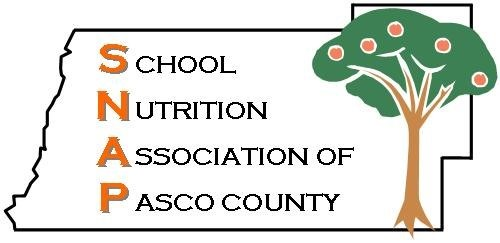 SCHOOL
NUTRITION
ASSOCIATION OF
PASCO COUNTY